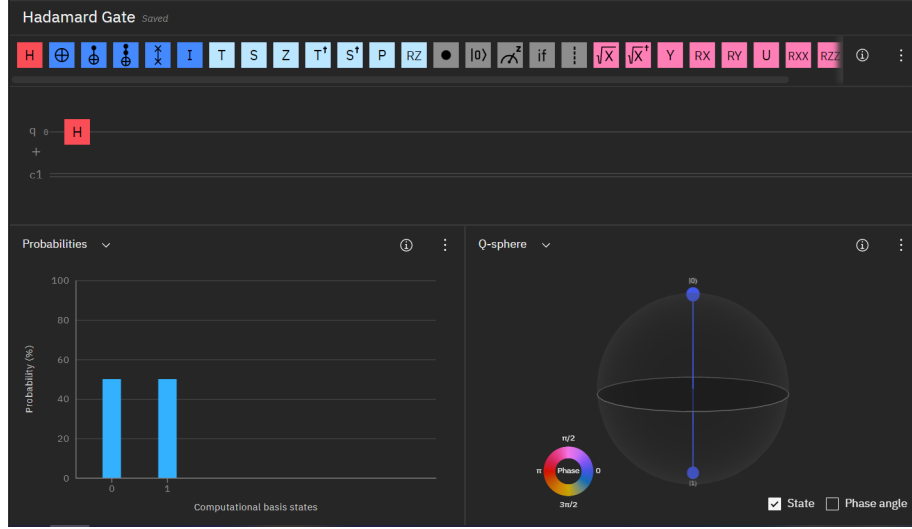 Hadamard Gate Saved
H T S Z T† S† P RZ |0⟩ z if √X √X† Y RX RY U RXX RZZ
I
q 0 H
+
c1
Probabilities
Q-sphere
100
80
60
40
20
0
Probability (%)
0 1
Computational basis states
|0⟩
|1⟩
π/2
π Phase 0
3π/2
State Phase angle